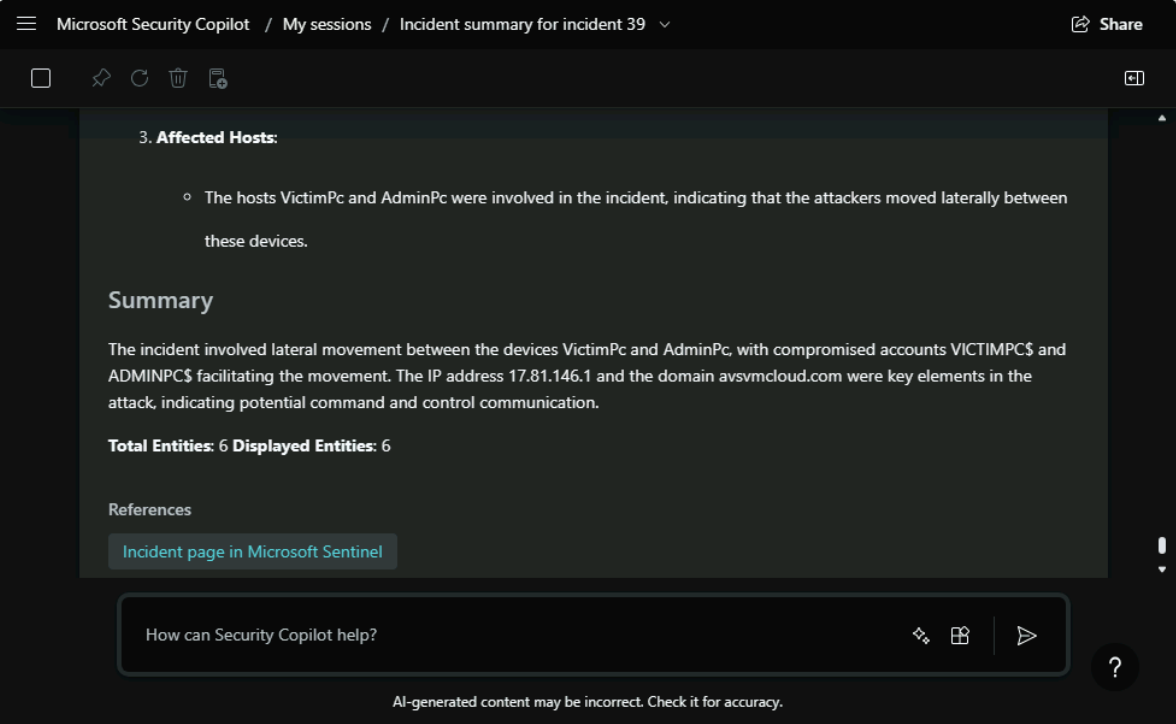 Microsoft Security Copilot / My sessions / Incident summary for incident 39
Share
3. Affected Hosts:
The hosts VictimPc and AdminPc were involved in the incident, indicating that the attackers moved laterally between
these devices.
Summary
The incident involved lateral movement between the devices VictimPc and AdminPc, with compromised accounts VICTIMPC$ and
ADMINPC$ facilitating the movement. The IP address 17.81.146.1 and the domain avsvmcloud.com were key elements in the
attack, indicating potential command and control communication.
Total Entities: 6 Displayed Entities: 6
References
Incident page in Microsoft Sentinel
How can Security Copilot help?
?
AI-generated content may be incorrect. Check it for accuracy.